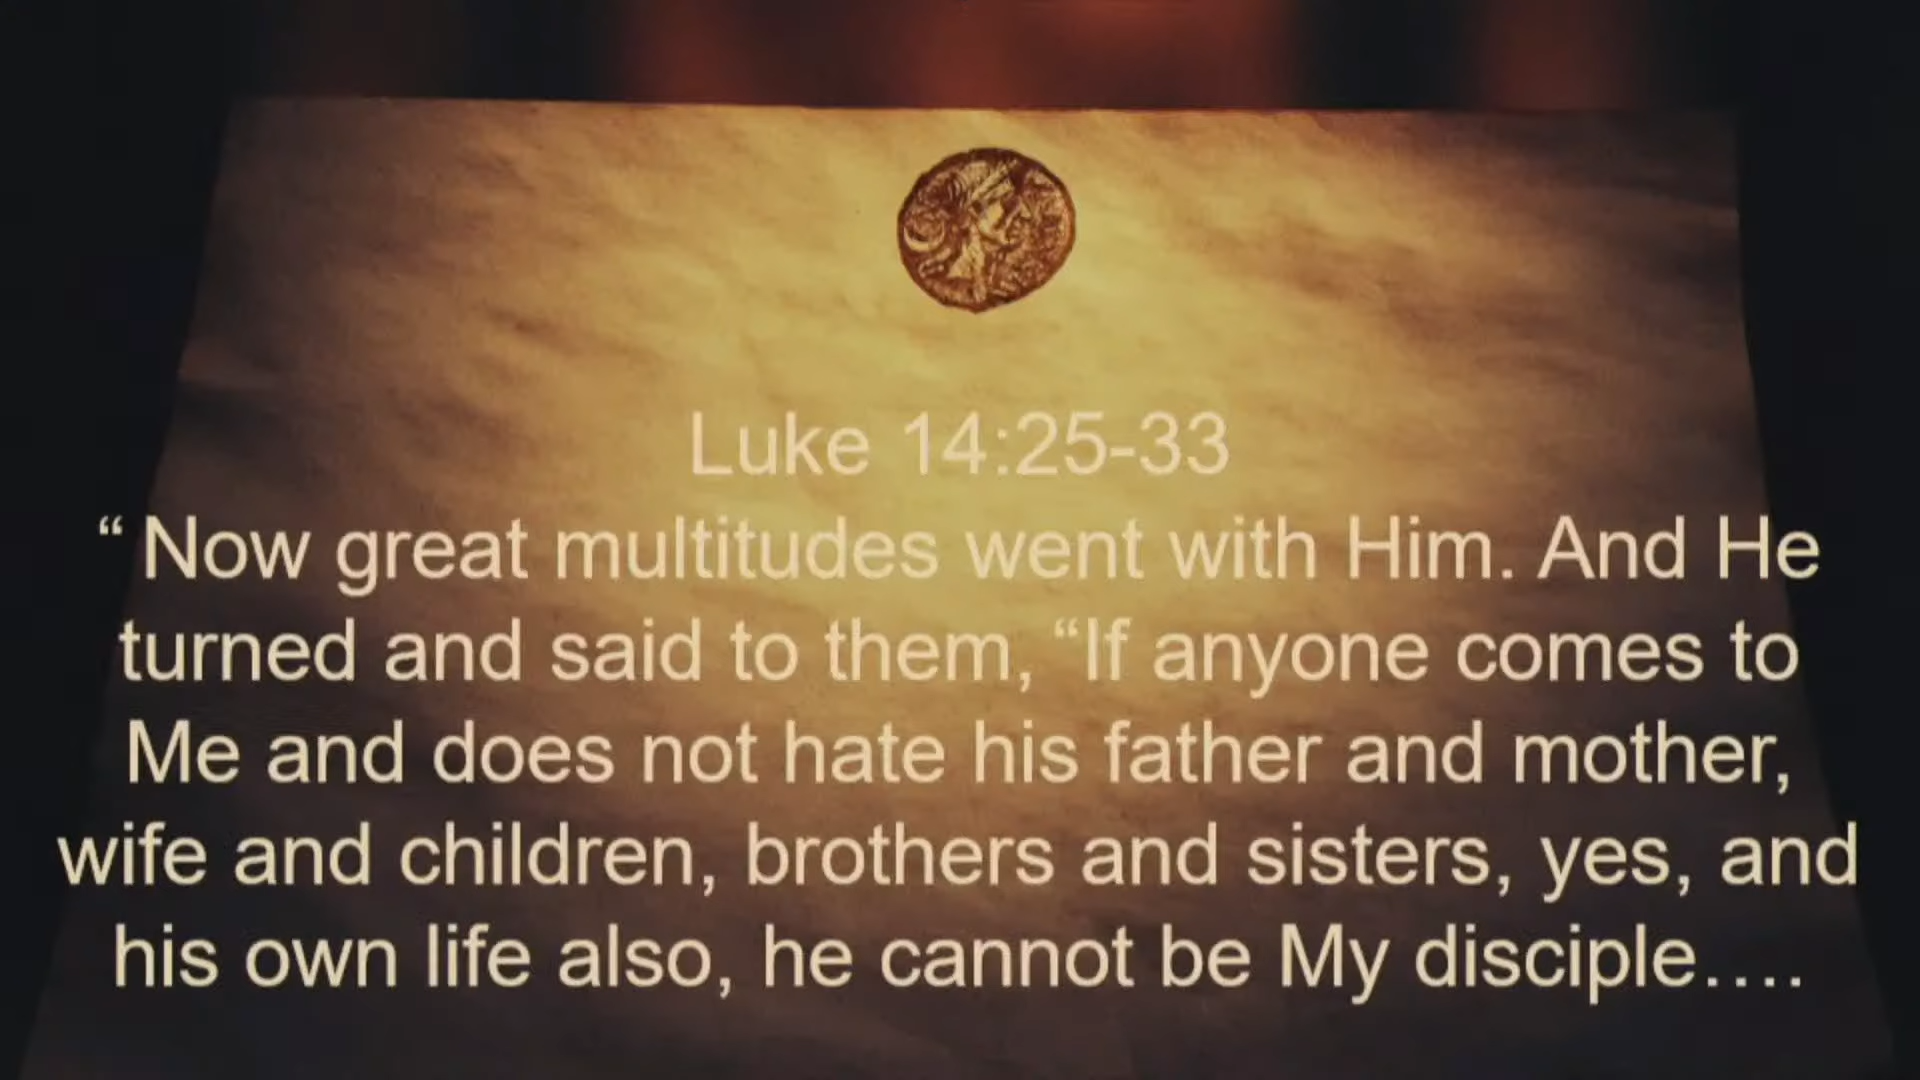 Luke 14:25-33
“ Now great multitudes went with Him. And He
turned and said to them, “If anyone comes to
Me and does not hate his father and mother,
wife and children, brothers and sisters, yes, and
his own life also, he cannot be My disciple….